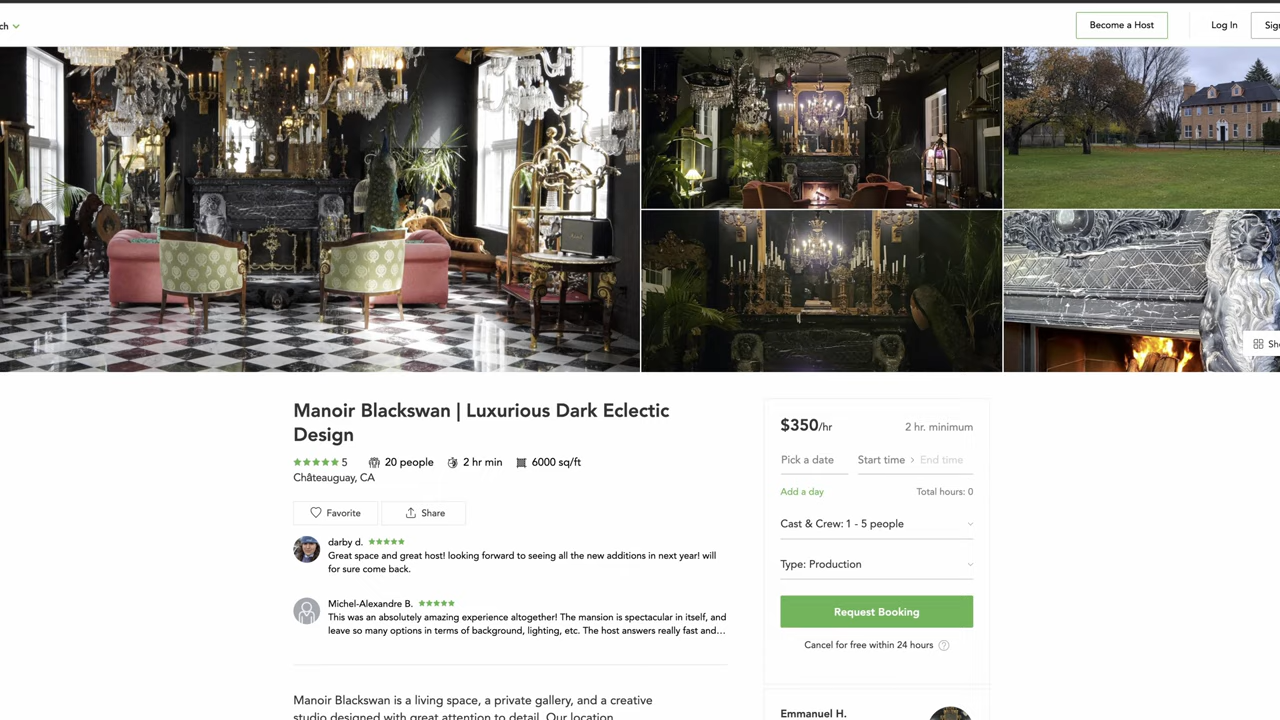 ch
Become a Host
Log In
Sig
Sh
Manoir Blackswan | Luxurious Dark Eclectic
Design
5 20 people 2 hr min 6000 sq/ft
Châteauguay, CA
Favorite
Share
darby d.
Great space and great host! looking forward to seeing all the new additions in next year! will
for sure come back.
Michel-Alexandre B.
This was an absolutely amazing experience altogether! The mansion is spectacular in itself, and
leave so many options in terms of background, lighting, etc. The host answers really fast and...
Manoir Blackswan is a living space, a private gallery, and a creative
studio designed with great attention to detail. Our location
$350/hr
2 hr. minimum
Pick a date
Start time > End time
Add a day
Total hours: 0
Cast & Crew: 1 - 5 people
Type: Production
Request Booking
Cancel for free within 24 hours ?
Emmanuel H.